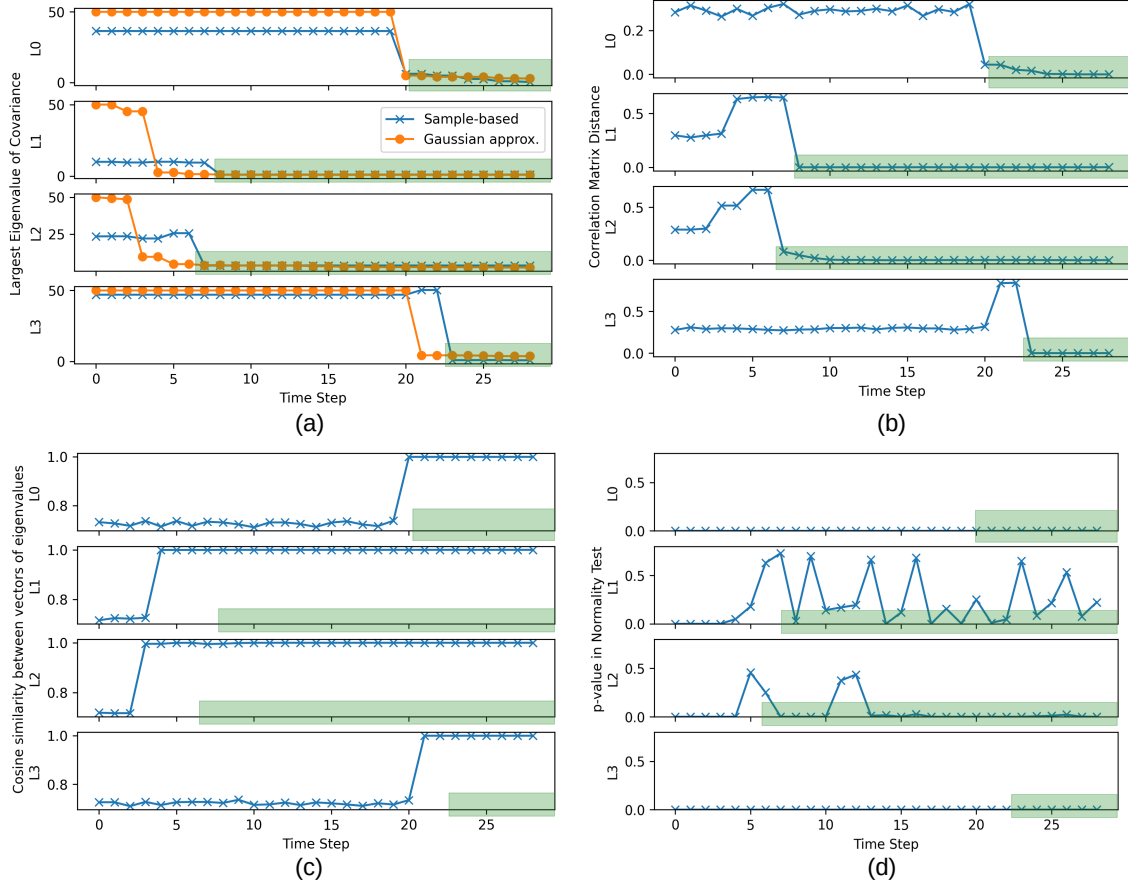 Largest Eigenvalue of Covariance
L0
50
0
L1
50
0
Sample-based
Gaussian approx.
L2
50
25
L3
50
0
0 5 10 15 20 25
Time Step
(a)
Correlation Matrix Distance
L0
0.2
0.0
L1
0.5
0.0
L2
0.5
0.0
L3
0.5
0.0
0 5 10 15 20 25
Time Step
(b)
Cosine similarity between vectors of eigenvalues
L0
1.0
0.8
L1
1.0
0.8
L2
1.0
0.8
L3
1.0
0.8
0 5 10 15 20 25
Time Step
(c)
p-value in Normality Test
L0
0.5
0.0
L1
0.5
0.0
L2
0.5
0.0
L3
0.5
0.0
0 5 10 15 20 25
Time Step
(d)